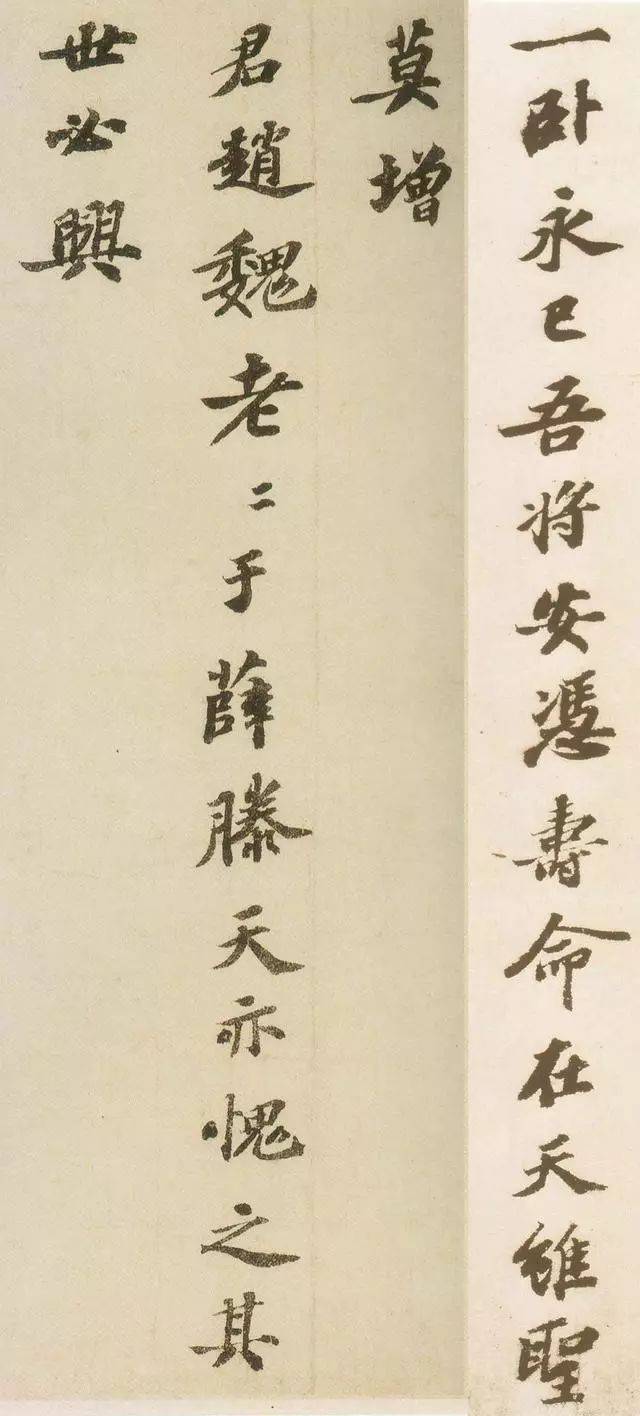 一卧永已吾将安憑壽命在天雖聖
莫增
君趙魏老二于薛滕天亦愧之其
世必興